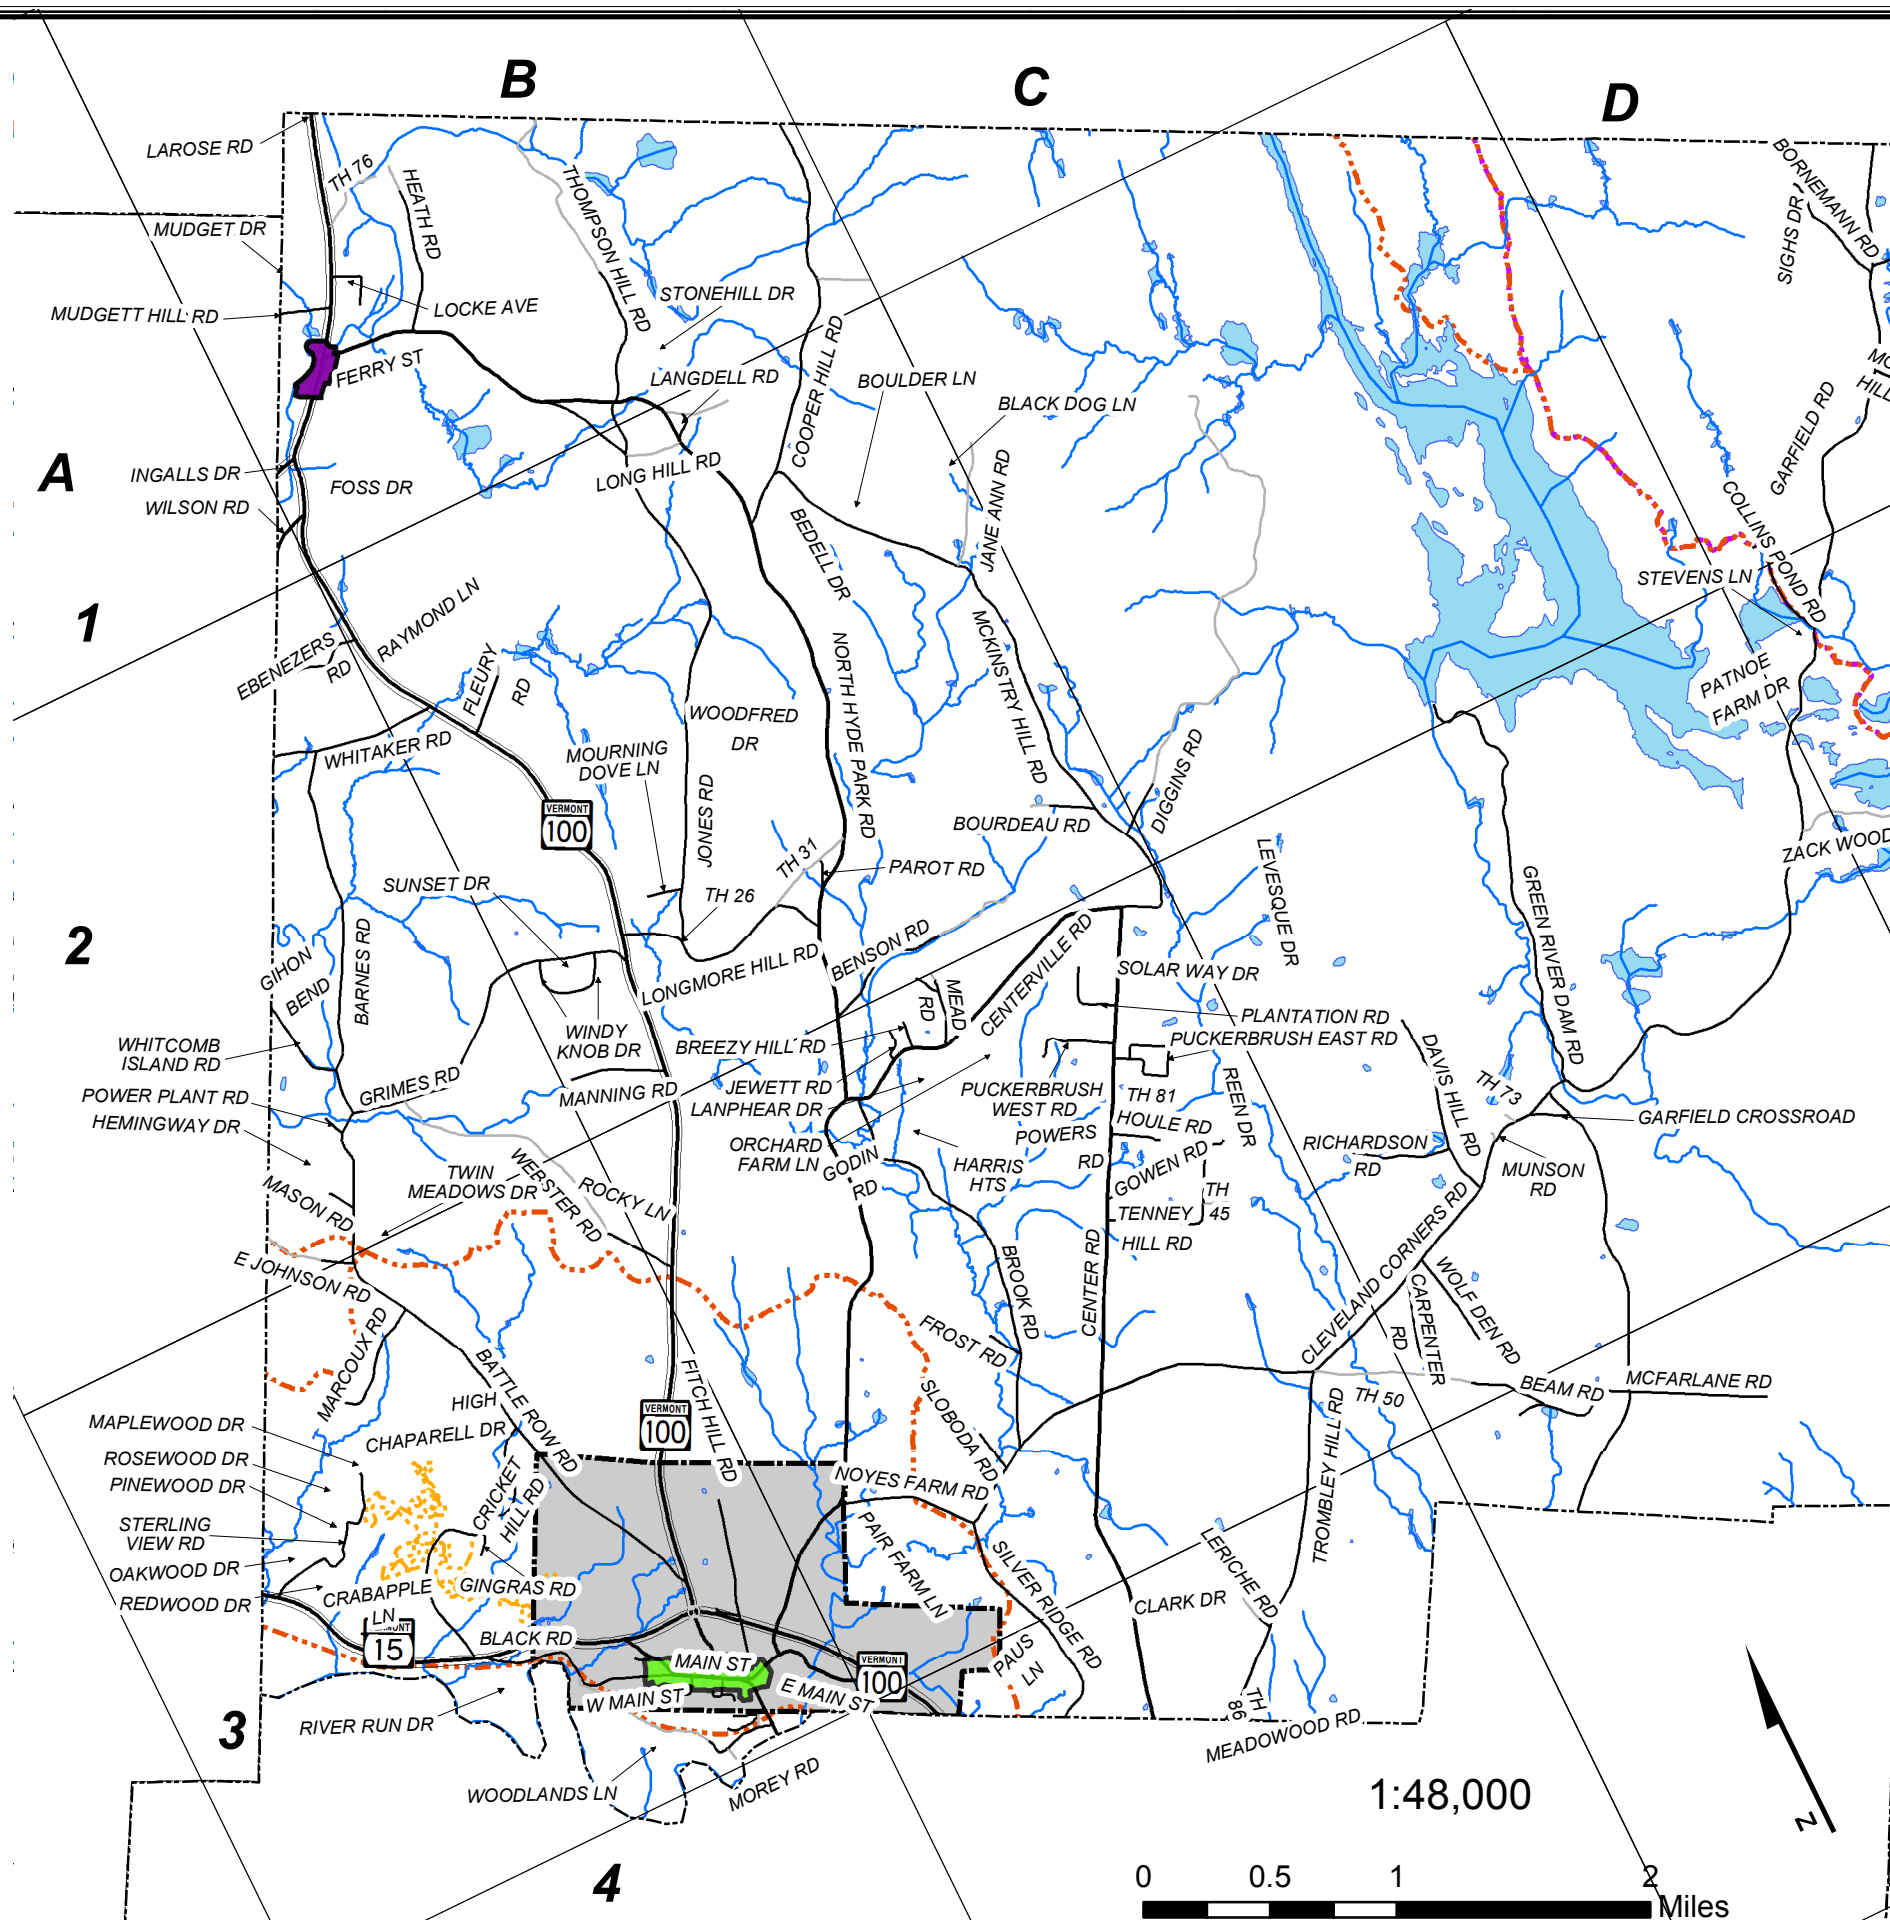 B
C
D
LAROSE RD
TH 76
HEATH RD
THOMPSON HILL RD
BORNEMANN RD
SIGHS DR
MUDGET DR
STONEHILL DR
LOCKE AVE
MUDGETT HILL RD
COOPER HILL RD
FERRY ST
LANGDELL RD
BOULDER LN
BLACK DOG LN
GARFIELD RD
HILL
A
INGALLS DR
FOSS DR
LONG HILL RD
WILSON RD
BEDELL DR
JANE ANN RD
COLLINS POND RD
STEVENS LN
1
RAYMOND LN
EBENEZERS
RD
FLEURY
RD
MCKINSTRY HILL RD
NORTH HYDE PARK RD
PATNOE
FARM DR
WOODFRED
DR
WHITAKER RD
MOURNING
DOVE LN
JONES RD
DIGGINS RD
VERMONT
100
BOURDEAU RD
ZACK WOOD
TH 31
PAROT RD
LEVESQUE DR
SUNSET DR
TH 26
GREEN RIVER DAM RD
2
GIHON
BEND
BARNES RD
LONGMORE HILL RD
BENSON RD
CENTERVILLE RD
SOLAR WAY DR
MEAD
RD
PLANTATION RD
WHITCOMB
ISLAND RD
WINDY
KNOB DR
BREEZY HILL RD
PUCKERBRUSH EAST RD
DAVIS HILL RD
POWER PLANT RD
GRIMES RD
MANNING RD
JEWETT RD
PUCKERBRUSH
WEST RD
TH 81
REEN DR
TH 73
LANPHEAR DR
HEMINGWAY DR
HOULE RD
GARFIELD CROSSROAD
ORCHARD
FARM LN
POWERS
RD
RICHARDSON
RD
GODIN
RD
HARRIS
HTS
GOWEN RD
MUNSON
RD
TWIN
MEADOWS DR
WEBSTER RD
ROCKY LN
MASON RD
TH
45
TENNEY
HILL RD
E JOHNSON RD
BROOK RD
CENTER RD
CLEVELAND CORNERS RD
WOLF DEN RD
CARPENTER
RD
MARCOUX RD
FROST RD
BATTLE ROW RD
FITCH HILL RD
SLOBODA RD
BEAM RD
MCFARLANE RD
HIGH
CHAPARELL DR
TH 50
VERMONT
100
MAPLEWOOD DR
ROSEWOOD DR
PINEWOOD DR
CRICKET
HILL RD
NOYES FARM RD
TROMBLEY HILL RD
STERLING
VIEW RD
PAIR FARM LN
SILVER RIDGE RD
LERICHE RD
OAKWOOD DR
CRABAPPLE
LN
GINGRAS RD
REDWOOD DR
CLARK DR
15
BLACK RD
MAIN ST
VERMONT
100
PAUS
LN
W MAIN ST
E MAIN ST
3
RIVER RUN DR
TH
86
MEADOWOOD RD
WOODLANDS LN
MOREY RD
1:48,000
N
4
0 0.5 1 2
Miles